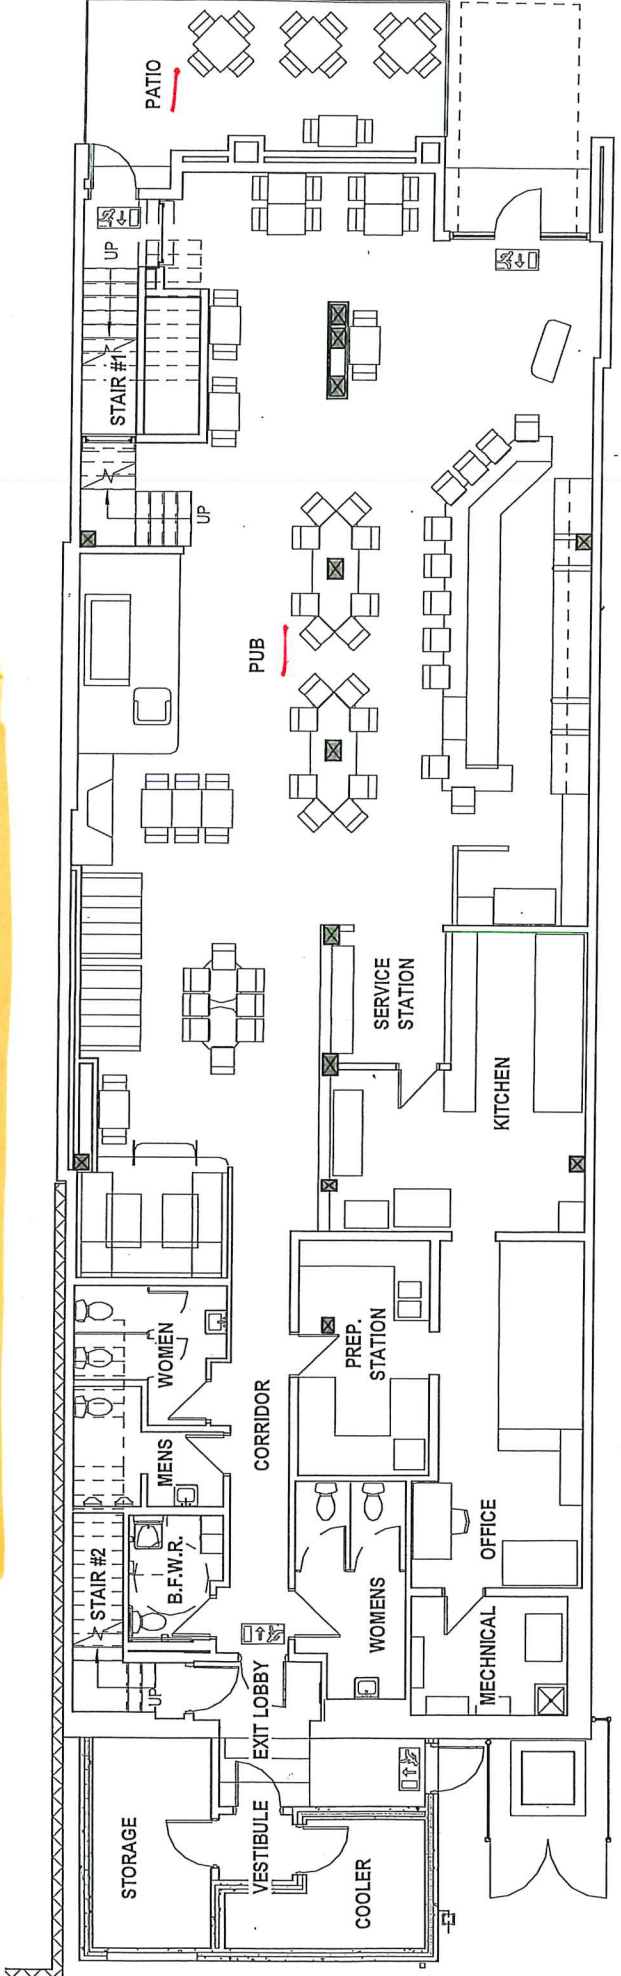 PATIO
UP
STAIR #1
UP
PUB
SERVICE
STATION
KITCHEN
WOMEN
PREP.
STATION
CORRIDOR
MENS
STAIR #2
B.F.W.R.
OFFICE
WOMENS
MECHNICAL
UP
EXIT LOBBY
STORAGE
VESTIBULE
COOLER